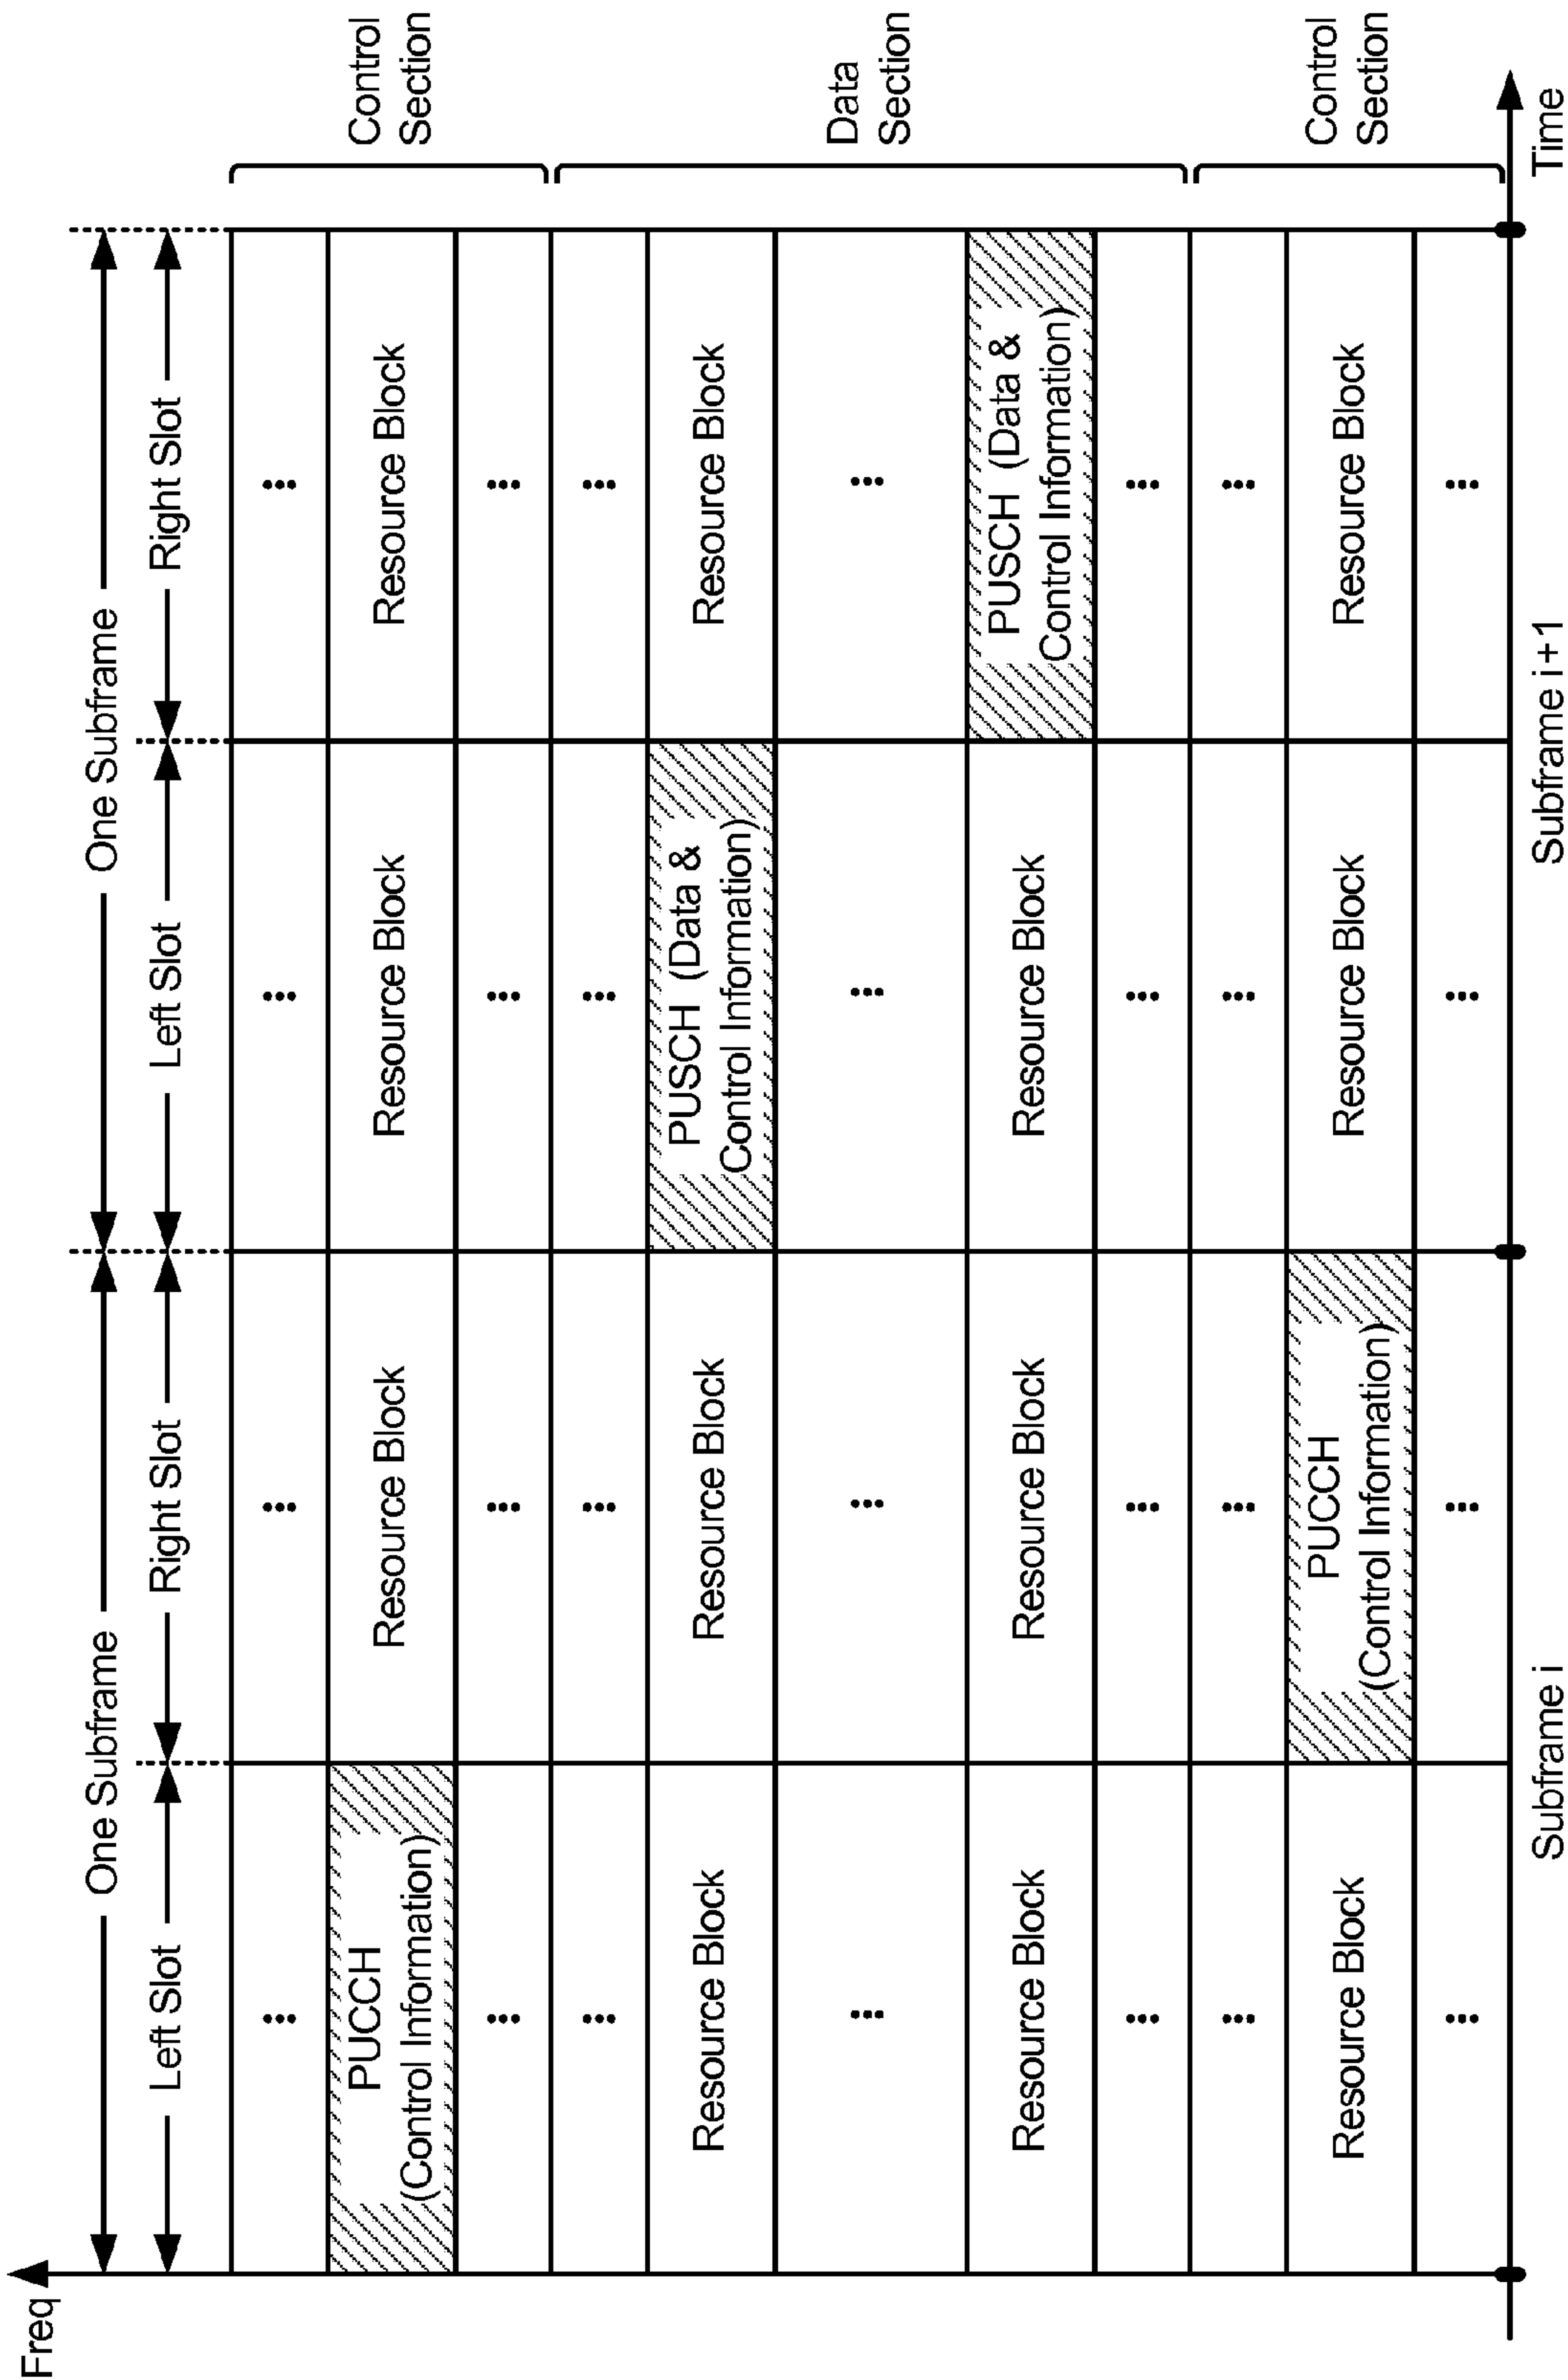 Freq
One Subframe
One Subframe
Left Slot
Right Slot
Left Slot
Right Slot
...
...
...
...
PUCCH
(Control Information)
Resource Block
Resource Block
Resource Block
Control
Section
...
...
...
...
...
...
...
...
Resource Block
Resource Block
PUSCH (Data &
Control Information)
Resource Block
...
...
...
...
Data
Section
Resource Block
Resource Block
Resource Block
PUSCH (Data &
Control Information)
...
...
...
...
...
...
...
...
Resource Block
PUCCH
(Control Information)
Resource Block
Resource Block
Control
Section
...
...
...
...
Subframe i
Subframe i+1
Time